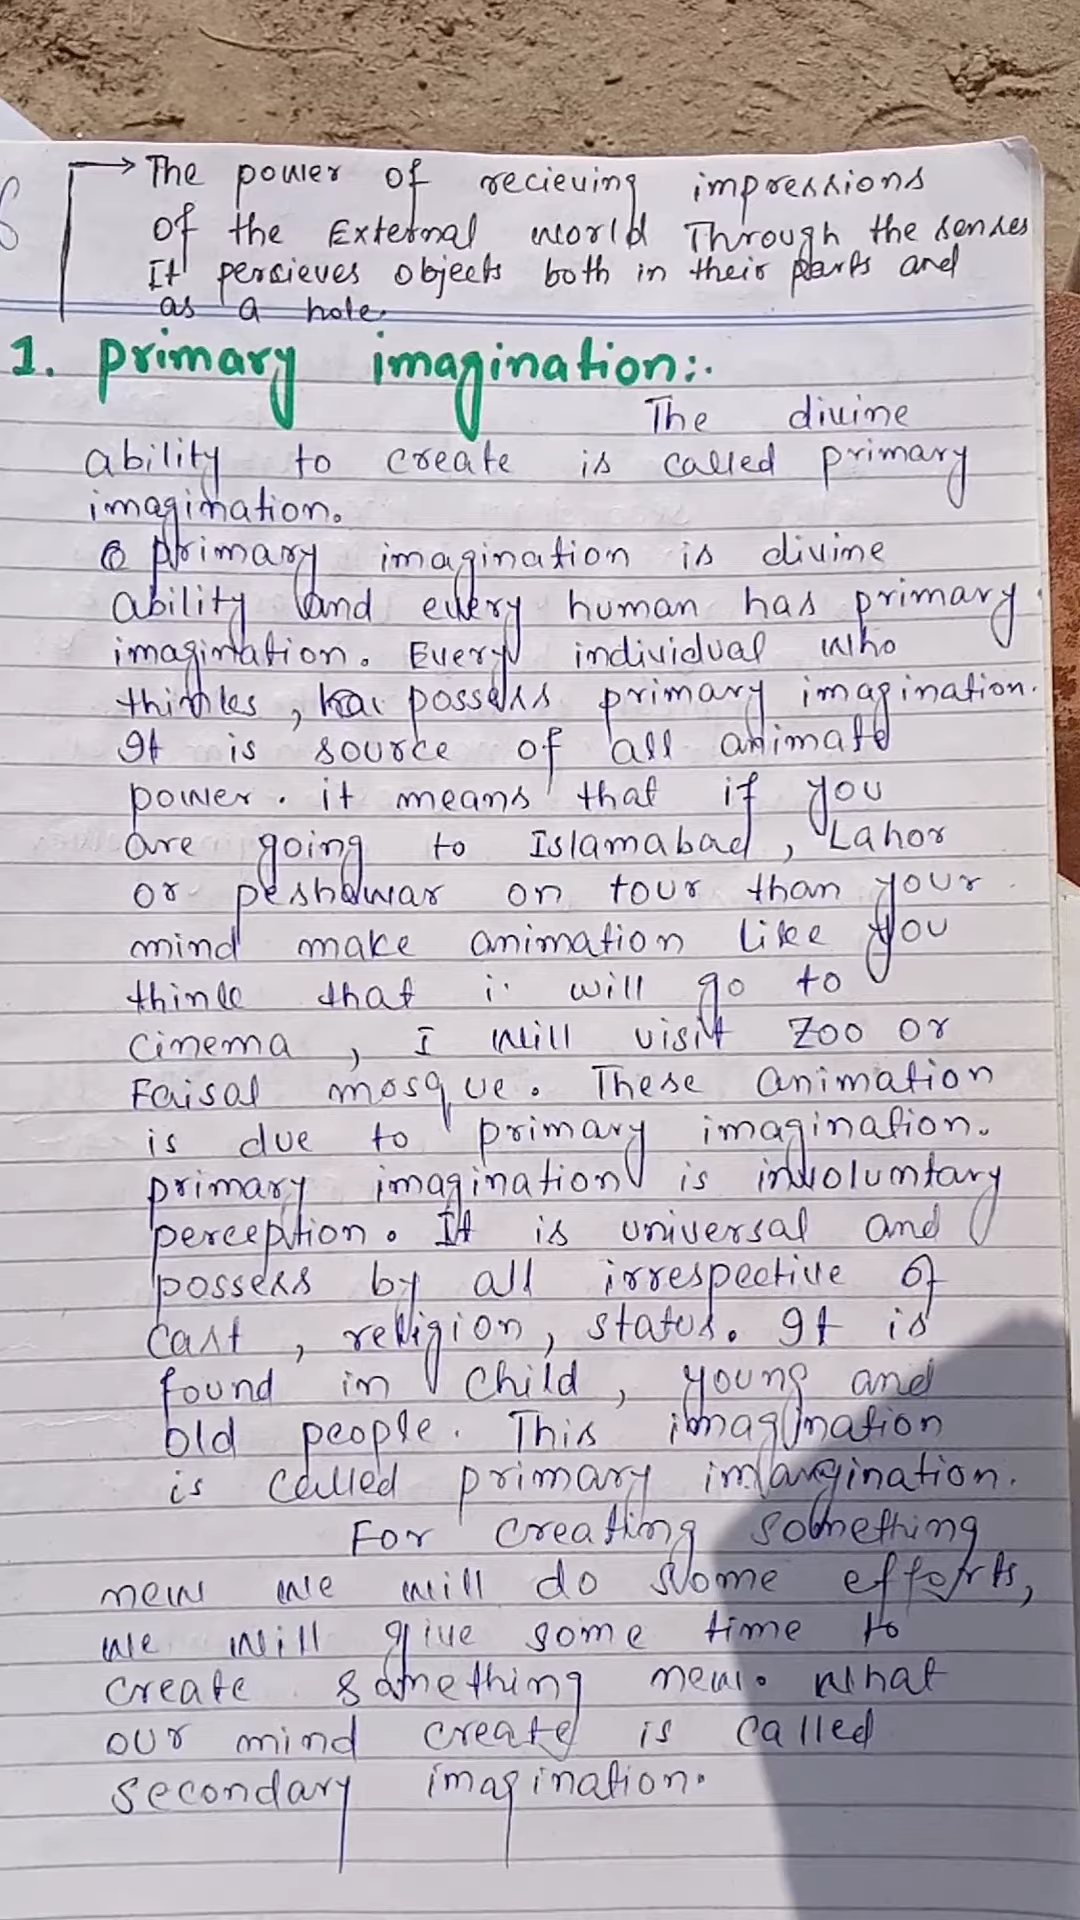 The power of recieving impressions
of the External world Through the senses
It percieves objects both in their parts and
as a hole.
1. primary imagination:.
The divine
ability to create is called primary
imagination.
primary imagination is divine
ability and every human has primary
imagination. Every individual who
thinks, possess primary imagination.
It is source of all animate
power. it means that if you
are going to Islamabad, Lahor
or peshawar on tour than your
mind make animation like you
think that i will go to
cinema, I will visit Zoo or
Faisal mosque. These animation
is due to primary imagination.
primary imagination is involuntary
perception. It is universal and
possess by all irrespective of
Cast, religion, status. It is
found in child, young and
old people. This imagination
is called primary imagination.
For creating something
new we will do some efforts,
we will give some time to
create something new. what
our mind create is called
secondary imagination.